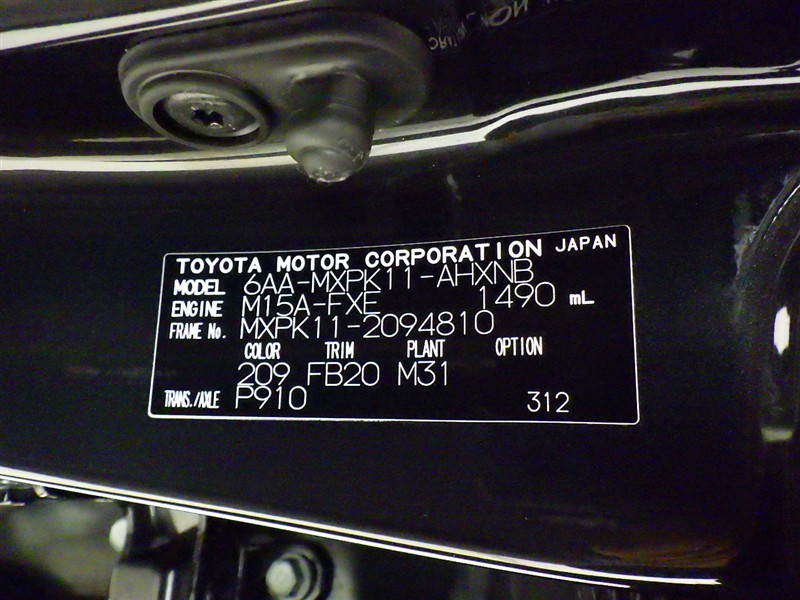 TOYOTA MOTOR CORPORATION JAPAN
MODEL 6AA-MXPK11-AHXNB
ENGINE M15A-FXE 1490 mL
FRAME No. MXPK11-2094810
COLOR TRIM PLANT OPTION
209 FB20 M31
TRANS./AXLE P910 312